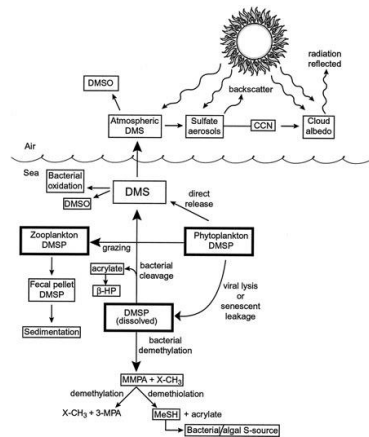 radiation
reflected
DMSO
backscatter
Atmospheric
DMS
Sulfate
aerosols
CCN
Cloud
albedo
Air
Sea
Bacterial
oxidation
DMSO
DMS
direct
release
Zooplankton
DMSP
grazing
Phytoplankton
DMSP
acrylate
β-HP
bacterial
cleavage
Fecal pellet
DMSP
Sedimentation
DMSP
(dissolved)
viral lysis
or
senescent
leakage
bacterial
demethylation
MMPA + X-CH₃
demethylation
demethiolation
X-CH₃ + 3-MPA
MeSH + acrylate
Bacterial/algal S-source